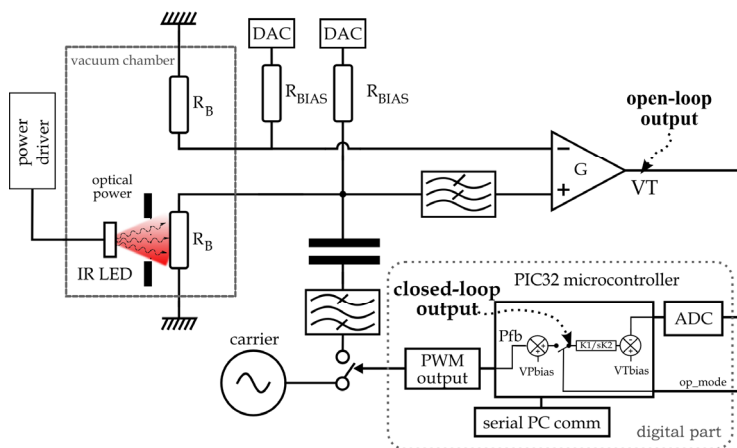 DAC
DAC
vacuum chamber
R_B
R_BIAS
R_BIAS
open-loop
output
power
driver
optical
power
G
VT
R_B
IR LED
PIC32 microcontroller
closed-loop
output
ADC
Pfb
K1/sK2
carrier
PWM
output
VPbias
VTbias
op_mode
serial PC comm
digital part